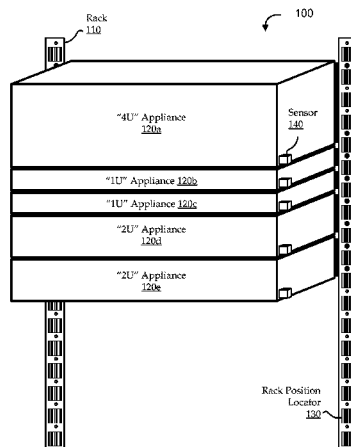 100
Rack
110
"4U" Appliance
120a
Sensor
140
"1U" Appliance 120b
"1U" Appliance 120c
"2U" Appliance
120d
"2U" Appliance
120e
Rack Position
Locator
130